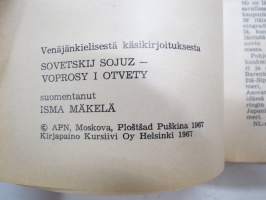 Venäjänkielisestä käsikirjoituksesta
SOVETSKIJ SOJUZ —
VOPROSY I OTVETY
suomentanut
ISMA MÄKELÄ
© APN, Moskova, Ploštšad Puškina 1967
Kirjapaino Kursiivi Oy Helsinki 1967